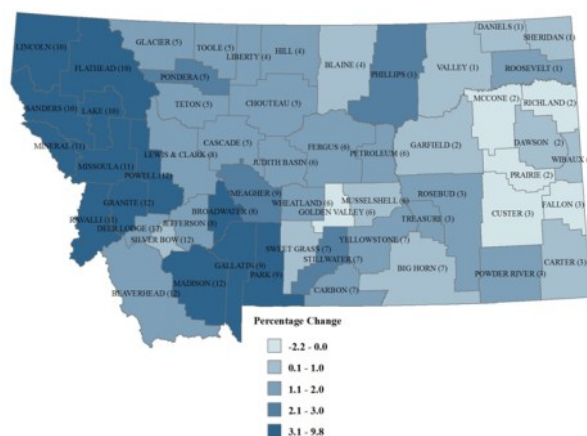 DANIELS (1)
SHERIDAN (1)
LINCOLN (10)
GLACIER (5)
TOOLE (5)
LIBERTY (4)
HILL (4)
BLAINE (4)
PHILLIPS (1)
VALLEY (1)
ROOSEVELT (1)
FLATHEAD (10)
PONDERA (5)
TETON (5)
CHOUTEAU (5)
MCCONE (2)
RICHLAND (2)
SANDERS (10)
LAKE (10)
CASCADE (5)
FERGUS (6)
PETROLEUM (6)
GARFIELD (2)
DAWSON (2)
MINERAL (11)
MISSOULA (11)
LEWIS & CLARK (8)
JUDITH BASIN (6)
WIBAUX (2)
POWELL (12)
PRAIRIE (2)
MEAGHER (9)
WHEATLAND (6)
MUSSELSHELL (6)
ROSEBUD (3)
GRANITE (12)
BROADWATER (8)
GOLDEN VALLEY (6)
TREASURE (3)
CUSTER (3)
FALLON (3)
RAVALLI (11)
DEER LODGE (12)
JEFFERSON (8)
SILVER BOW (12)
SWEET GRASS (7)
YELLOWSTONE (7)
STILLWATER (7)
GALLATIN (9)
PARK (9)
BIG HORN (7)
POWDER RIVER (3)
CARTER (3)
MADISON (12)
BEAVERHEAD (12)
CARBON (7)
Percentage Change
-2.2 - 0.0
0.1 - 1.0
1.1 - 2.0
2.1 - 3.0
3.1 - 9.8